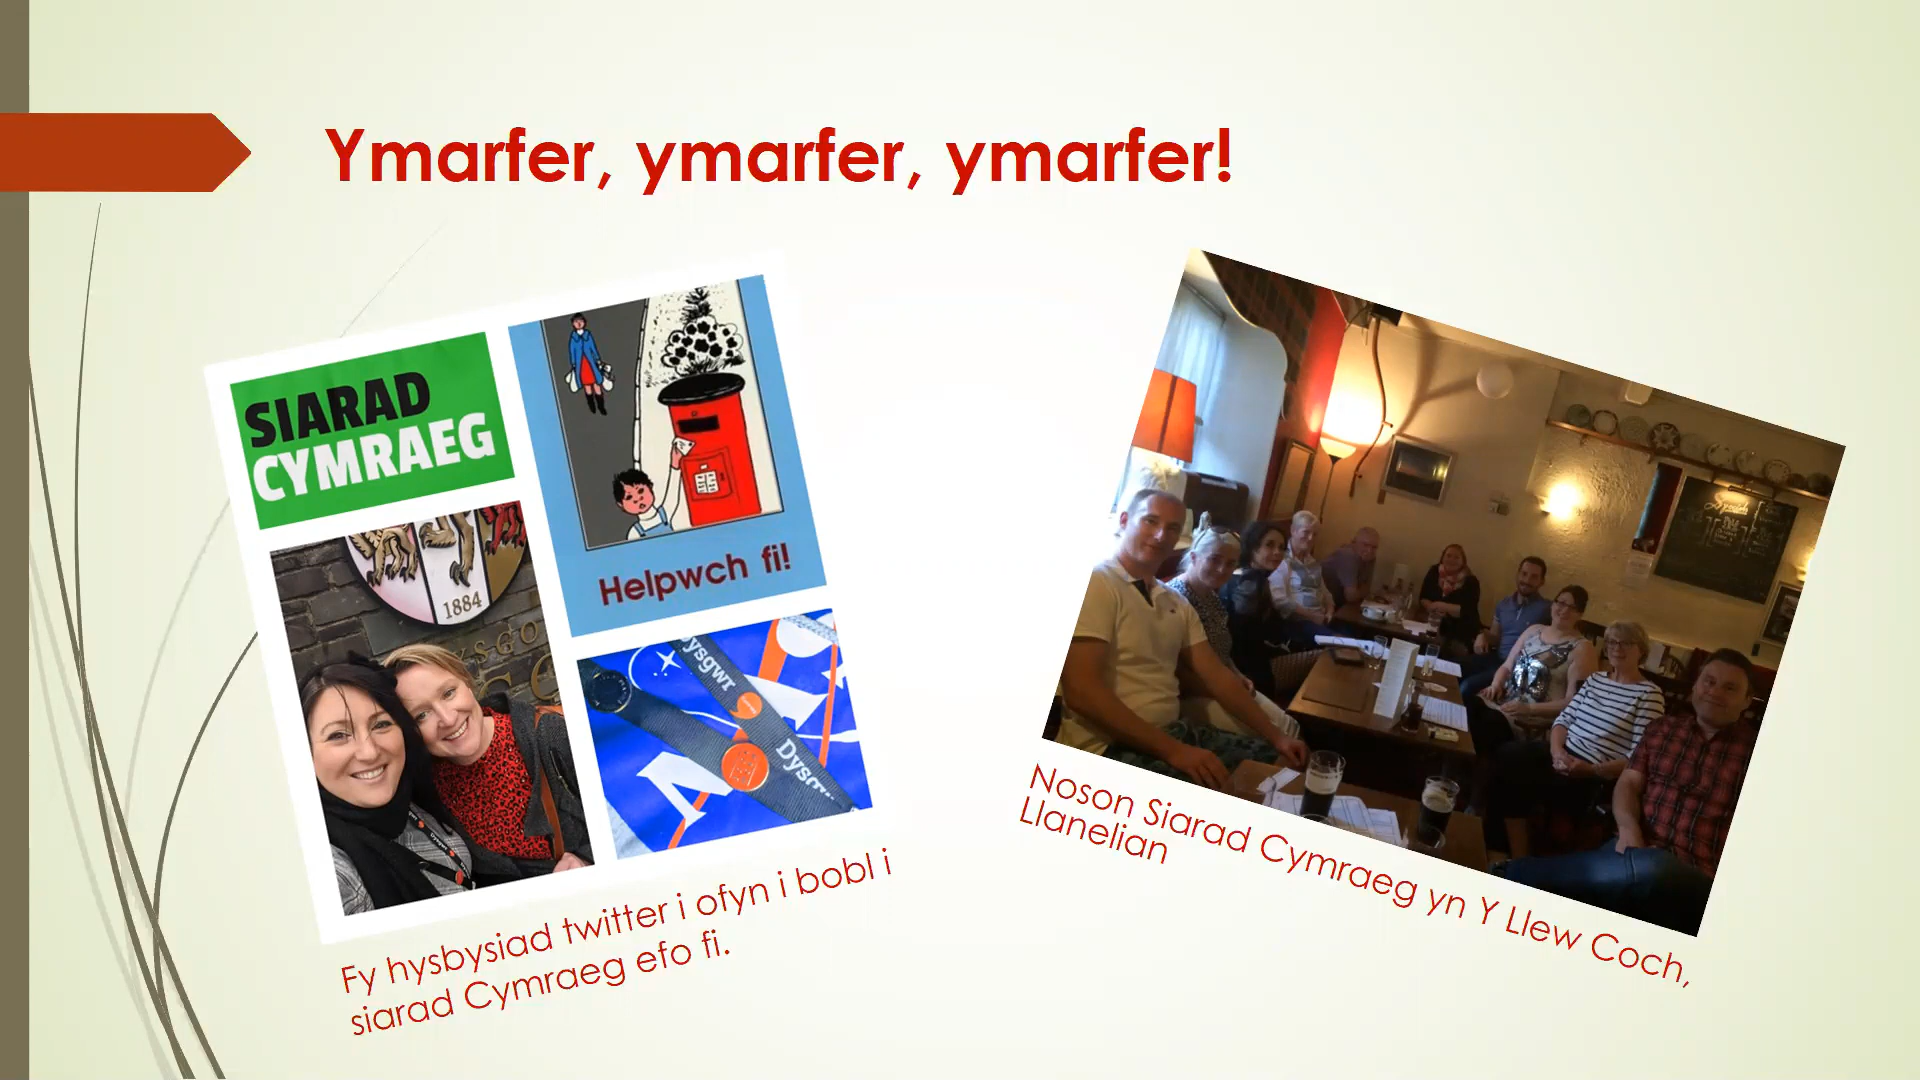 Ymarfer, ymarfer, ymarfer!
SIARAD
CYMRAEG
Helpwch fi!
1884
Dysgwr
Fy hysbysiad twitter i ofyn i bobl i
siarad Cymraeg efo fi.
Noson Siarad Cymraeg yn Y Llew Coch,
Llanelian